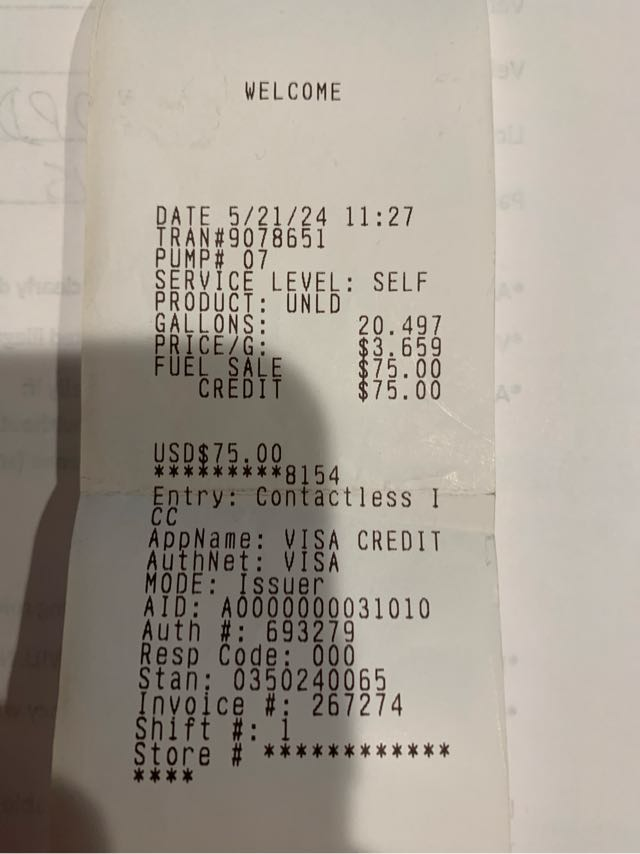 WELCOME
DATE 5/21/24 11:27
TRAN#9078651
PUMP# 07
SERVICE LEVEL: SELF
PRODUCT: UNLD
GALLONS: 20.497
PRICE/G: $3.659
FUEL SALE $75.00
CREDIT $75.00
USD$75.00
*********8154
Entry: Contactless I
CC
AppName: VISA CREDIT
AuthNet: VISA
MODE: Issuer
AID: A0000000031010
Auth #: 693279
Resp Code: 000
Stan: 0350240065
Invoice #: 267274
Shift #: 1
Store # ************
****